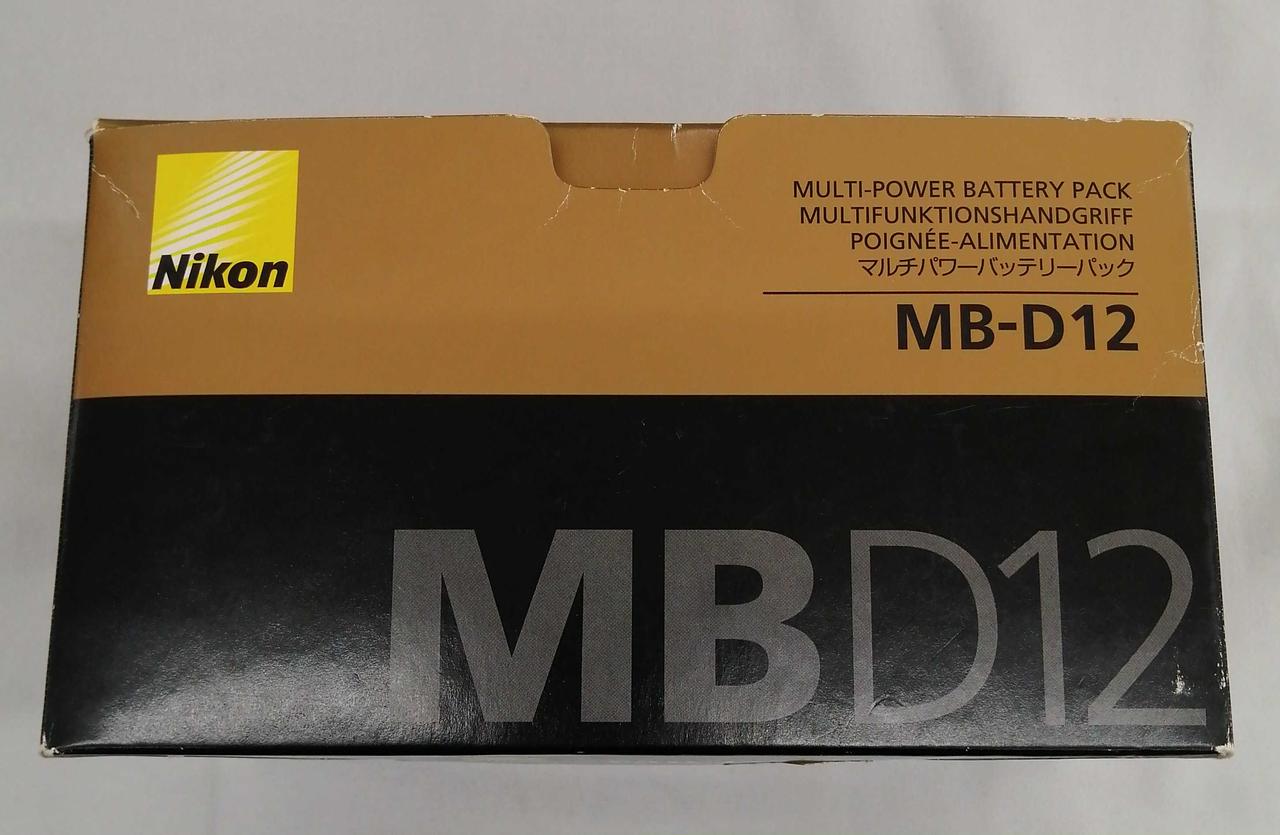 Nikon
MULTI-POWER BATTERY PACK
MULTIFUNKTIONSHANDGRIFF
POIGNÉE-ALIMENTATION
マルチパワーバッテリーパック
MB-D12
MBD12